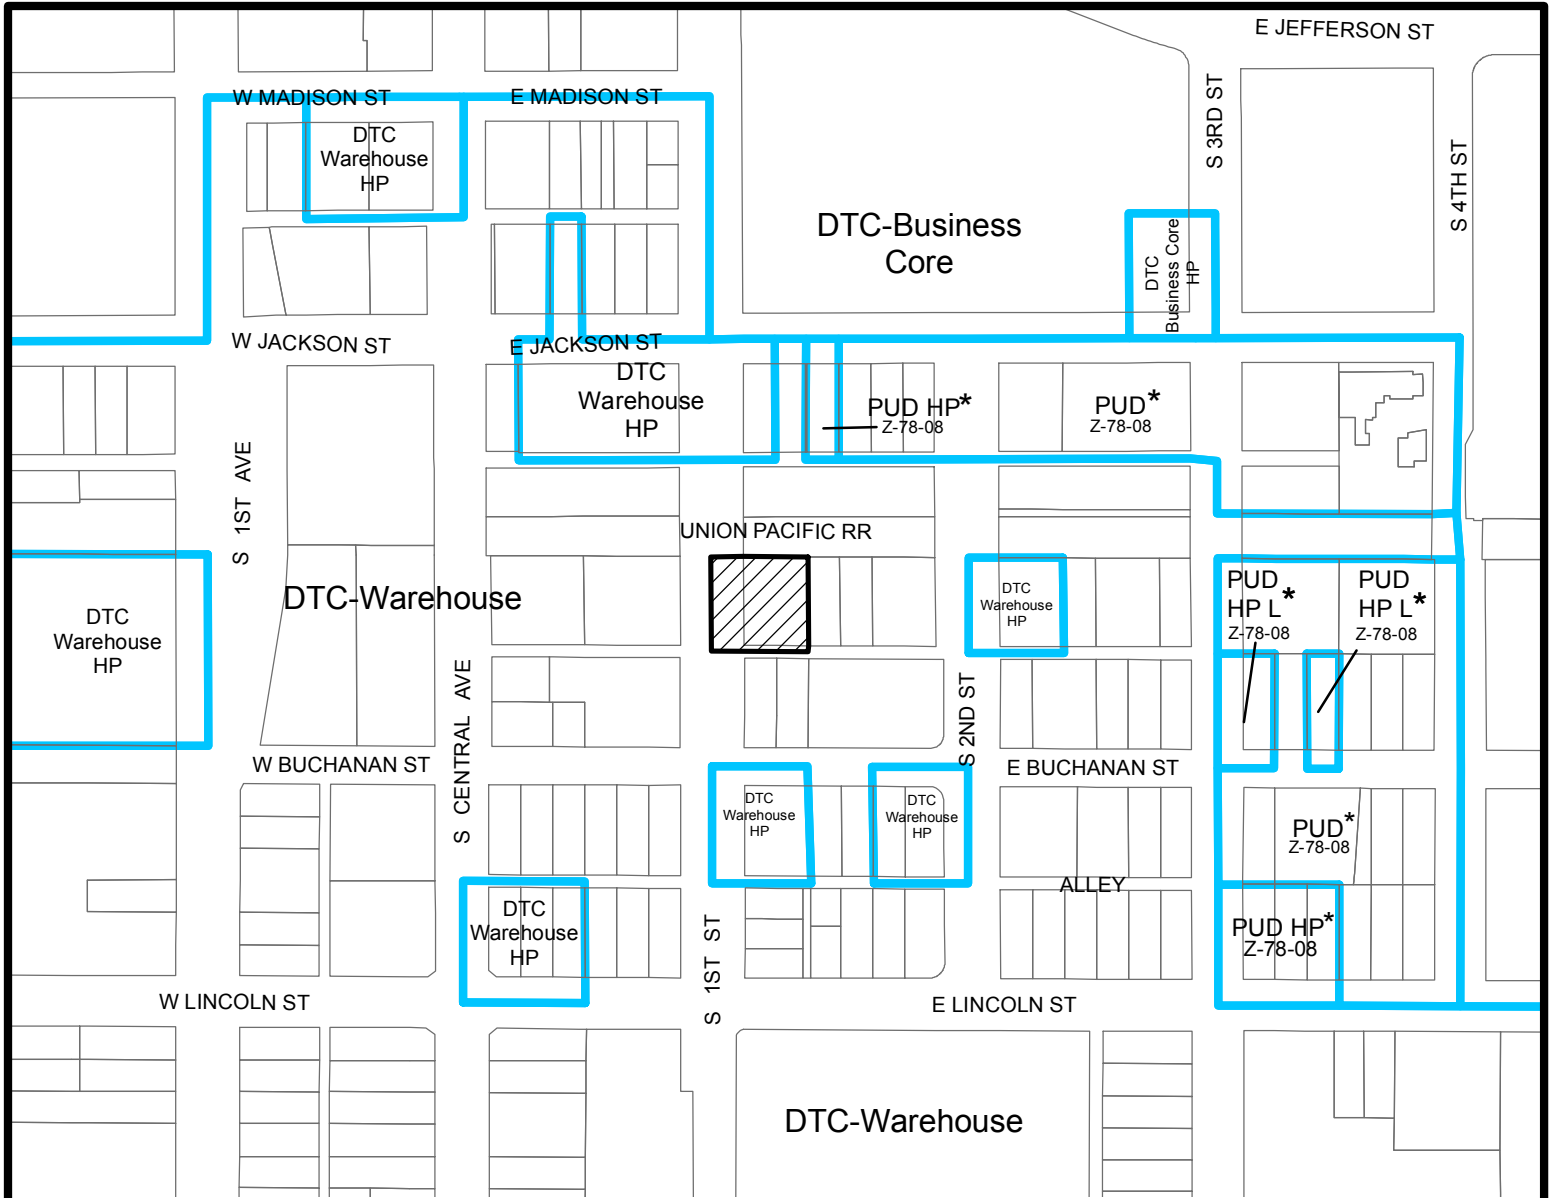 E JEFFERSON ST
W MADISON ST
E MADISON ST
S 3RD ST
S 4TH ST
DTC
Warehouse
HP
DTC-Business
Core
DTC
Business Core
HP
W JACKSON ST
E JACKSON ST
DTC
Warehouse
HP
PUD HP*
Z-78-08
PUD*
Z-78-08
S 1ST AVE
UNION PACIFIC RR
DTC-Warehouse
DTC
Warehouse
HP
DTC
Warehouse
HP
PUD
HP L*
Z-78-08
PUD
HP L*
Z-78-08
S CENTRAL AVE
S 2ND ST
W BUCHANAN ST
E BUCHANAN ST
DTC
Warehouse
HP
DTC
Warehouse
HP
PUD*
Z-78-08
ALLEY
DTC
Warehouse
HP
S 1ST ST
PUD HP*
Z-78-08
W LINCOLN ST
E LINCOLN ST
DTC-Warehouse